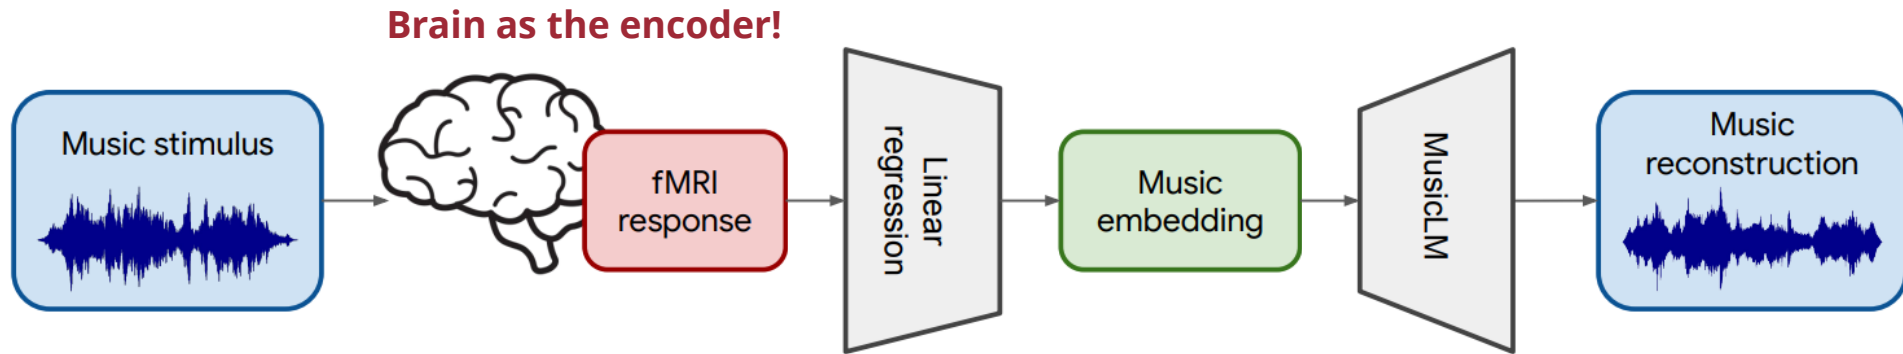 Brain as the encoder!
Music stimulus
fMRI
response
Linear
regression
Music
embedding
MusicLM
Music
reconstruction